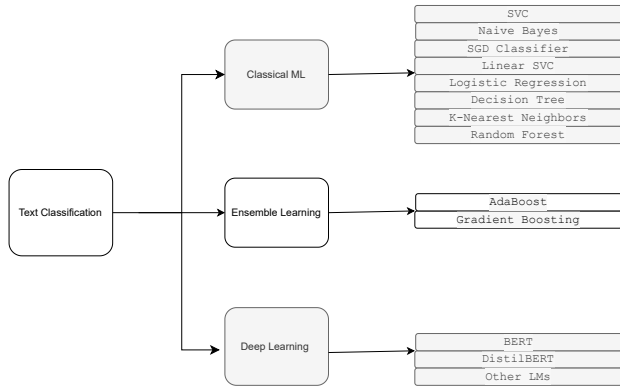 Text Classification
Classical ML
SVC
Naive Bayes
SGD Classifier
Linear SVC
Logistic Regression
Decision Tree
K-Nearest Neighbors
Random Forest
Ensemble Learning
AdaBoost
Gradient Boosting
Deep Learning
BERT
DistilBERT
Other LMs